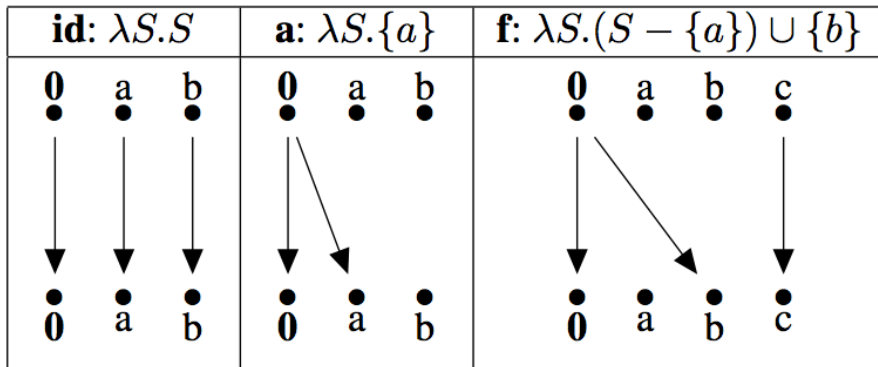 id: λS.S a: λS.{a} f: λS.(S − {a}) ∪ {b}
0 a b 0 a b 0 a b c
0 a b 0 a b 0 a b c